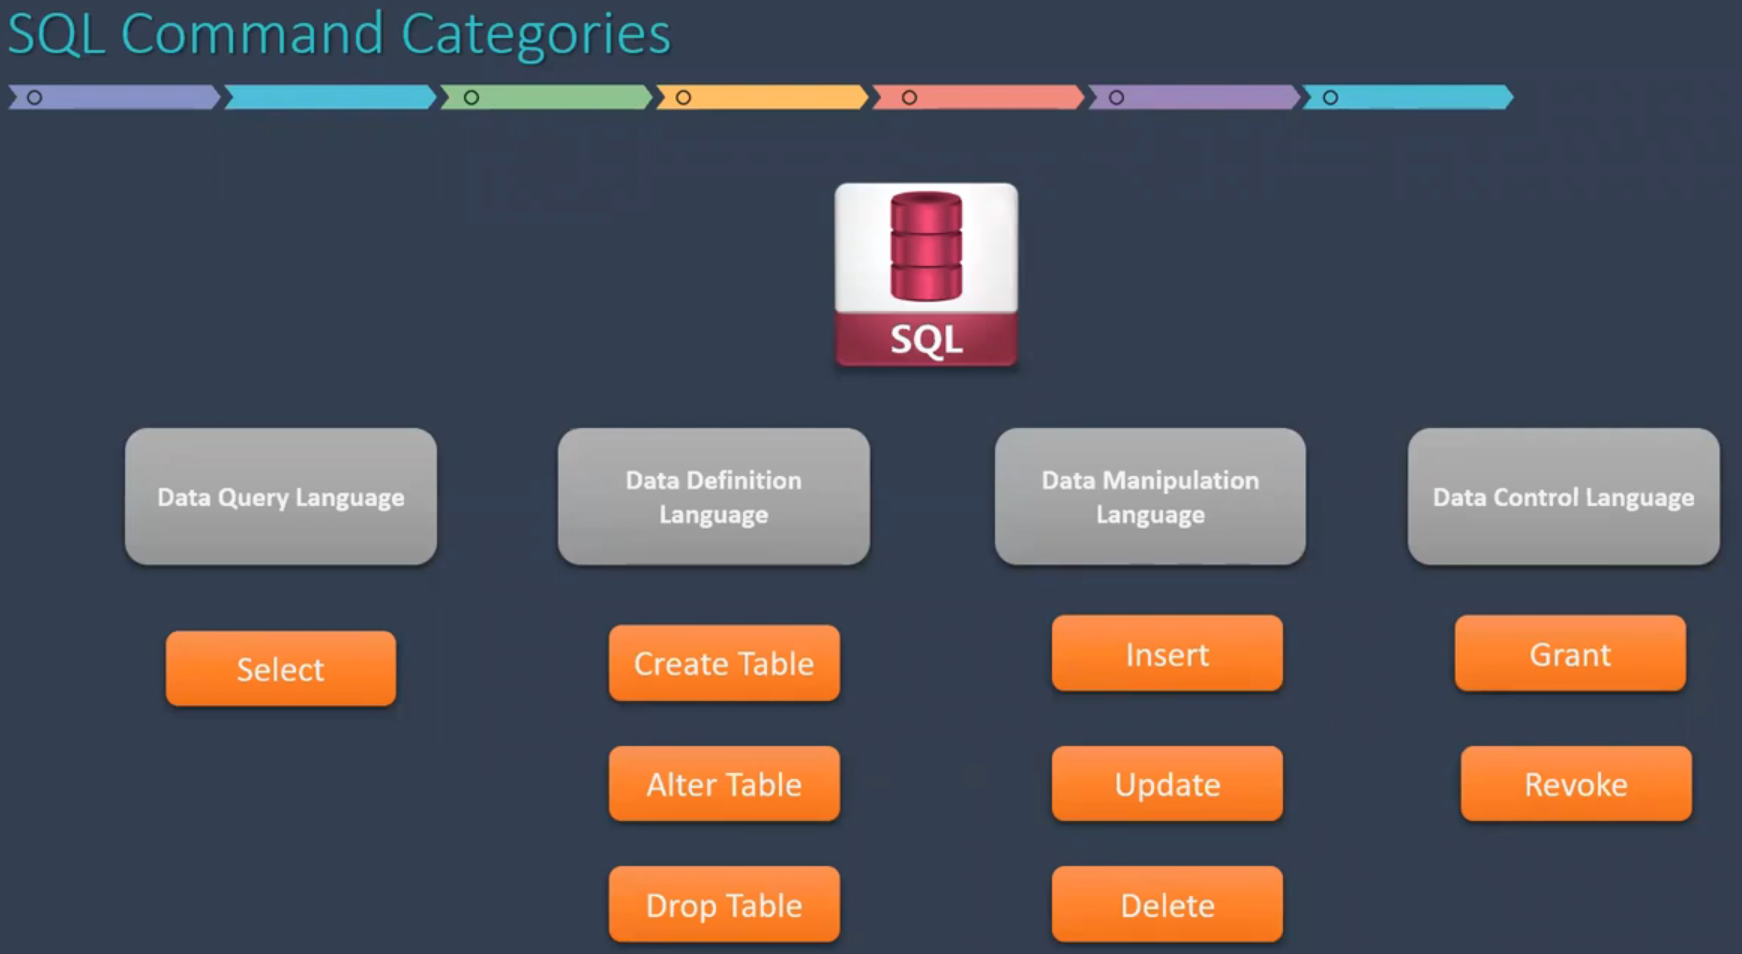 SQL Command Categories
SQL
Data Query Language
Data Definition
Language
Data Manipulation
Language
Data Control Language
Select
Create Table
Alter Table
Drop Table
Insert
Update
Delete
Grant
Revoke